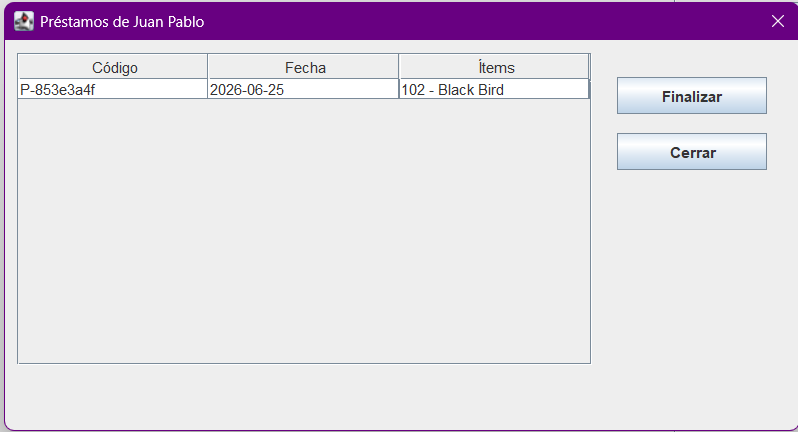 Préstamos de Juan Pablo
Código Fecha Ítems
P-853e3a4f 2026-06-25 102 - Black Bird
Finalizar
Cerrar